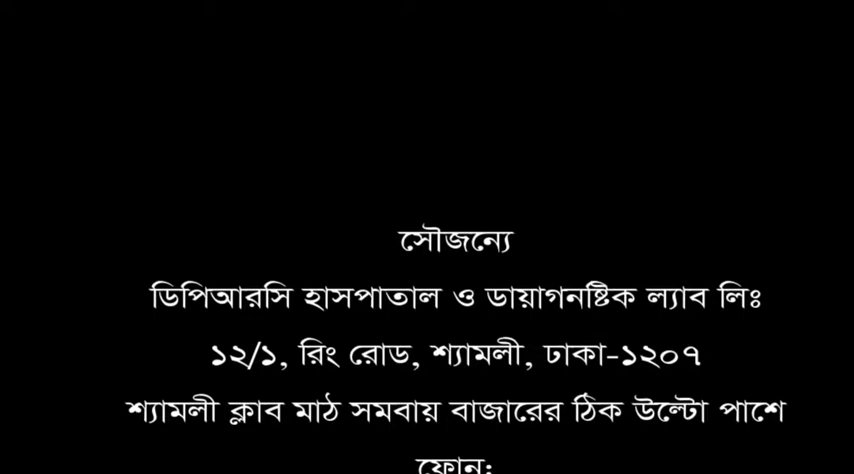 সৌজন্যে
ডিপিআরসি হাসপাতাল ও ডায়াগনষ্টিক ল্যাব লিঃ
১২/১, রিং রোড, শ্যামলী, ঢাকা-১২০৭
শ্যামলী ক্লাব মাঠ সমবায় বাজারের ঠিক উল্টো পাশে
ফোন: